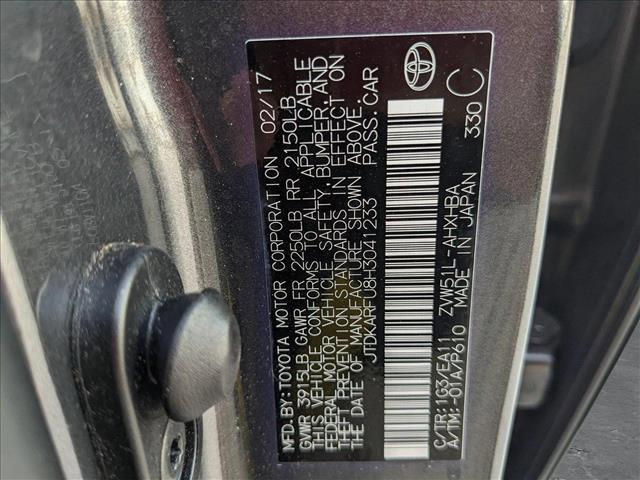 MFD. BY: TOYOTA MOTOR CORPORATION 02/17
GVWR 3915LB GAWR FR 2250LB RR 2150LB
THIS VEHICLE CONFORMS TO ALL APPLICABLE
FEDERAL MOTOR VEHICLE SAFETY, BUMPER, AND
THEFT PREVENTION STANDARDS IN EFFECT ON
THE DATE OF MANUFACTURE SHOWN ABOVE.
JTDKARFU8H3041233 PASS. CAR
C/TR: 1G3/EA11 ZVW51L-AHXHBA
A/TM: -01A/P610 MADE IN JAPAN
330 C